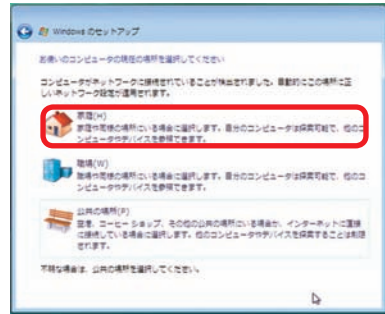 Windows のセットアップ
お使いのコンピュータの現在の場所を選択してください
コンピュータがネットワークに接続されていることが検出されました。自動的にこの場所に正
しいネットワーク設定が適用されます。
家庭(H)
家庭や同様の場所にいる場合に選択します。自分のコンピュータは探索可能で、他のコ
ンピュータやデバイスを参照できます。
職場(W)
職場や同様の場所にいる場合に選択します。自分のコンピュータは探索可能で、他のコ
ンピュータやデバイスを参照できます。
公共の場所(P)
空港、コーヒー ショップ、その他の公共の場所にいる場合か、インターネットに直接
に接続している場合に選択します。他のコンピュータやデバイスを探索することは制限
されます。
不明な場合は、公共の場所を選択してください。